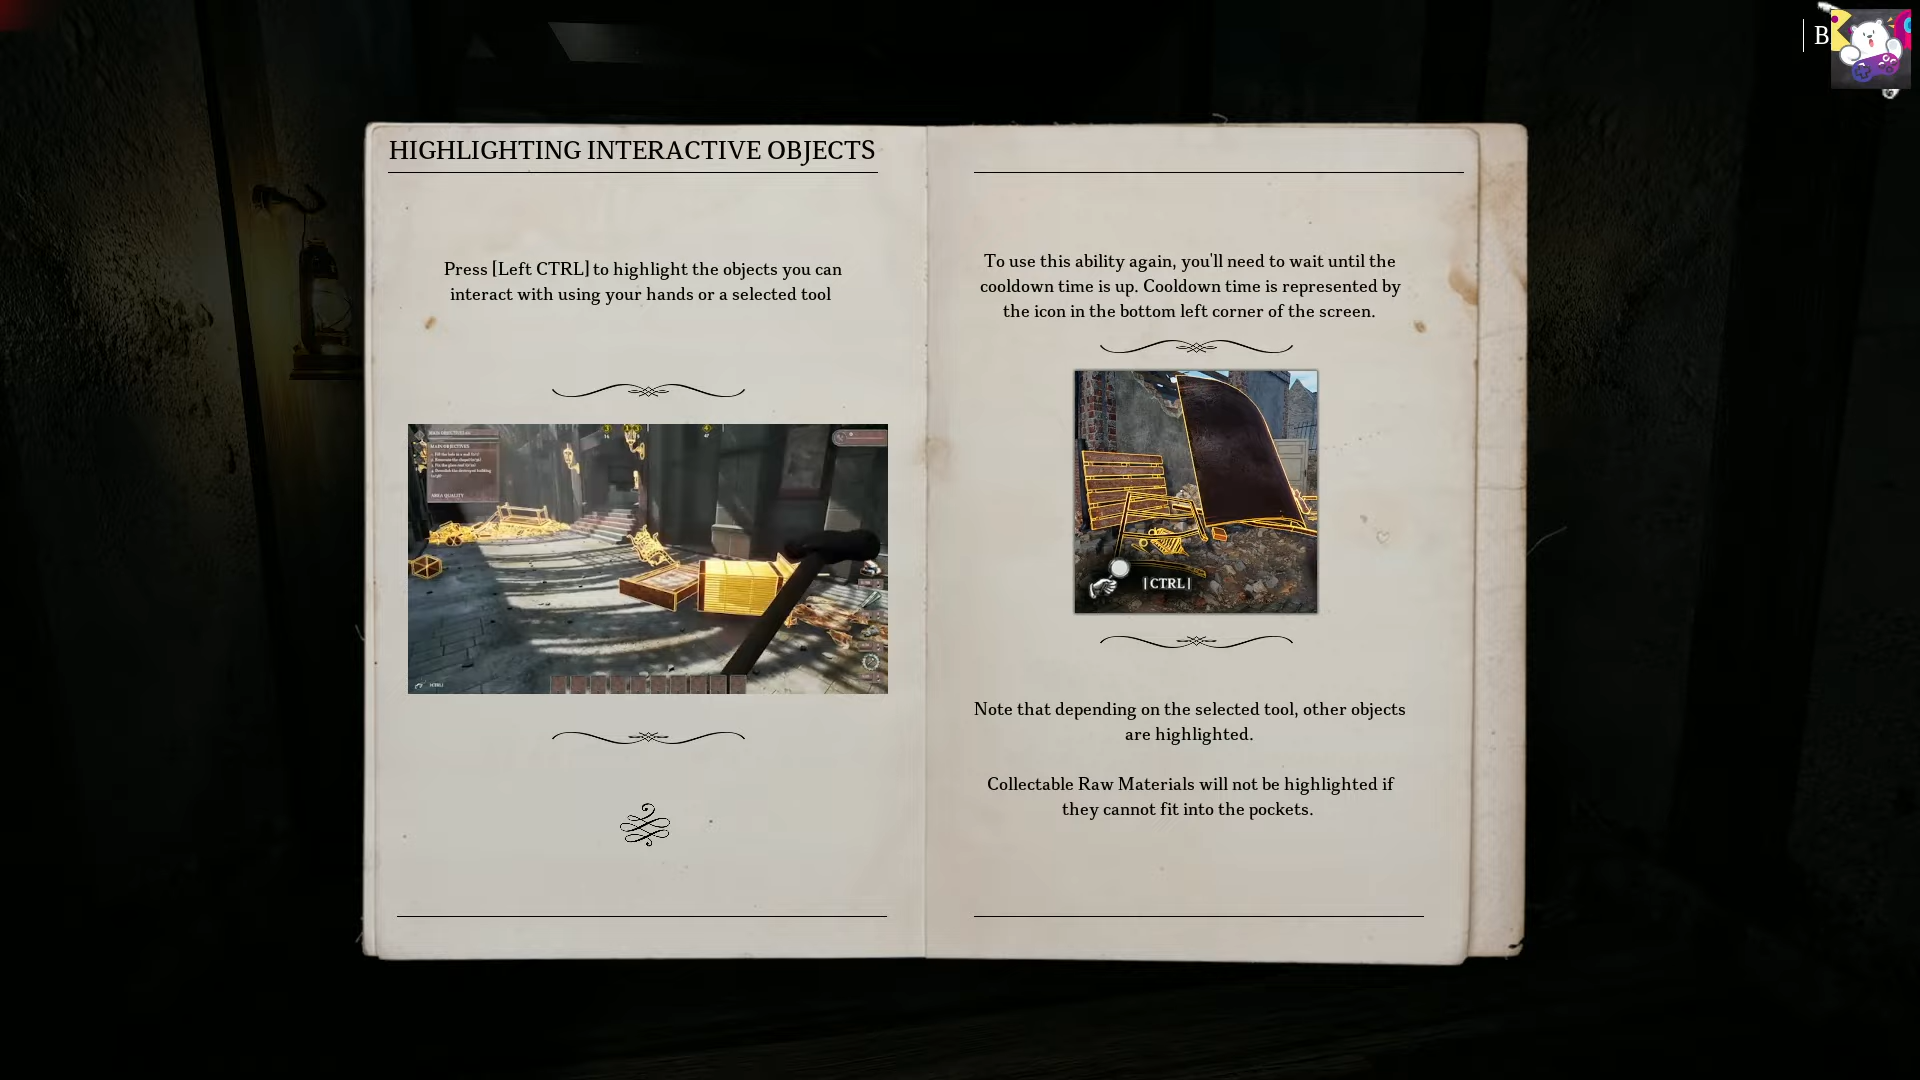 B
HIGHLIGHTING INTERACTIVE OBJECTS
Press [Left CTRL] to highlight the objects you can
interact with using your hands or a selected tool
MAIN OBJECTIVES
AREA QUALITY
To use this ability again, you'll need to wait until the
cooldown time is up. Cooldown time is represented by
the icon in the bottom left corner of the screen.
[CTRL]
Note that depending on the selected tool, other objects
are highlighted.
Collectable Raw Materials will not be highlighted if
they cannot fit into the pockets.